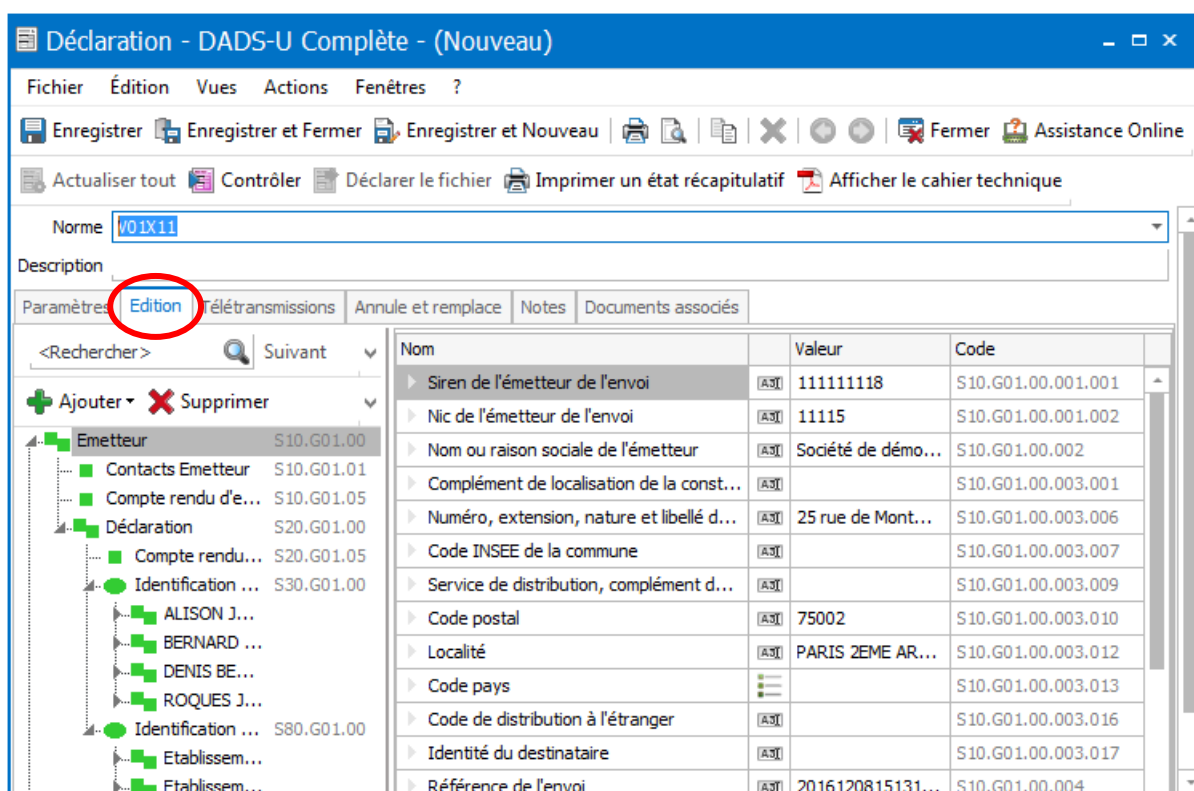 Déclaration - DADS-U Complète - (Nouveau)
Fichier Édition Vues Actions Fenêtres ?
Enregistrer Enregistrer et Fermer Enregistrer et Nouveau Fermer Assistance Online
Actualiser tout Contrôler Déclarer le fichier Imprimer un état récapitulatif Afficher le cahier technique
Norme V01X11
Description
Paramètres Edition Télétransmissions Annule et remplace Notes Documents associés
<Rechercher> Suivant
Ajouter Supprimer
Emetteur S10.G01.00
Contacts Emetteur S10.G01.01
Compte rendu d'e... S10.G01.05
Déclaration S20.G01.00
Compte rendu... S20.G01.05
Identification ... S30.G01.00
ALISON J...
BERNARD ...
DENIS BE...
ROQUES J...
Identification ... S80.G01.00
Etablissem...
Etablissem...
Nom Valeur Code
Siren de l'émetteur de l'envoi 111111118 S10.G01.00.001.001
Nic de l'émetteur de l'envoi 11115 S10.G01.00.001.002
Nom ou raison sociale de l'émetteur Société de démo... S10.G01.00.002
Complément de localisation de la const... S10.G01.00.003.001
Numéro, extension, nature et libellé d... 25 rue de Mont... S10.G01.00.003.006
Code INSEE de la commune S10.G01.00.003.007
Service de distribution, complément d... S10.G01.00.003.009
Code postal 75002 S10.G01.00.003.010
Localité PARIS 2EME AR... S10.G01.00.003.012
Code pays S10.G01.00.003.013
Code de distribution à l'étranger S10.G01.00.003.016
Identité du destinataire S10.G01.00.003.017
Référence de l'envoi 2016120815131... S10.G01.00.004